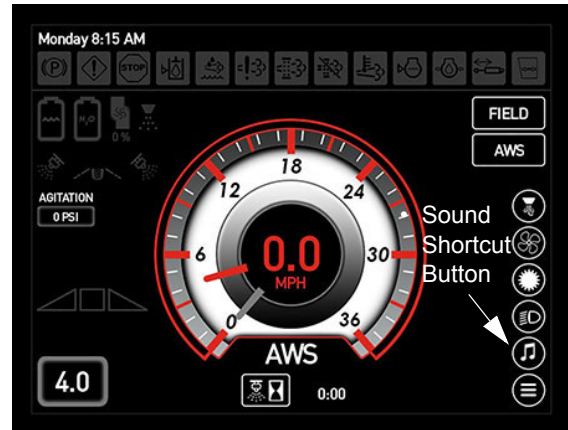 Monday 8:15 AM
(P)
STOP
H₂O
0 %
FIELD
AWS
AGITATION
0 PSI
Sound
Shortcut
Button
0
6
12
18
24
30
36
0.0
MPH
AWS
4.0
0:00